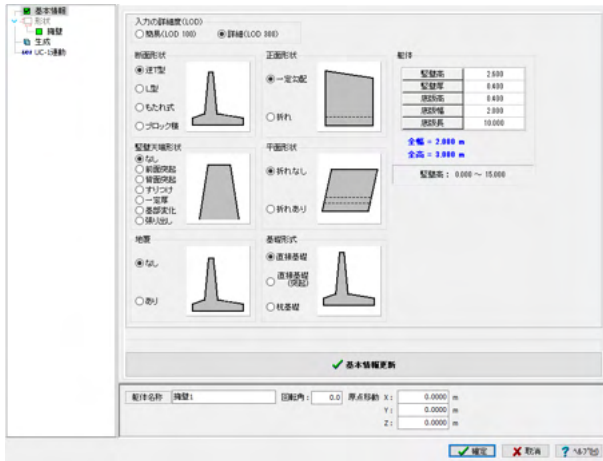 基本情報
形状
擁壁
生成
UC-1連動
入力の詳細度(LOD)
簡易(LOD 100)
詳細(LOD 300)
断面形状
逆T型
L型
もたれ式
ブロック積
正面形状
一定勾配
折れ
躯体
竪壁高 2.600
竪壁厚 0.400
底版高 0.400
底版幅 2.000
底版長 10.000
全幅 = 2.000 m
全高 = 3.000 m
竪壁高 : 0.000 ～ 15.000
竪壁天端形状
なし
前面突起
背面突起
すりつけ
一定厚
基部変化
張り出し
平面形状
折れなし
折れあり
地覆
なし
あり
基礎形式
直接基礎
直接基礎
(突起)
杭基礎
基本情報更新
躯体名称 擁壁1 回転角: 0.0 原点移動 X: 0.0000 m
Y: 0.0000 m
Z: 0.0000 m
確定 取消 ヘルプ(H)